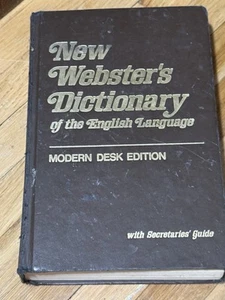 New
Webster's
Dictionary
of the English Language
MODERN DESK EDITION
with Secretaries' Guide